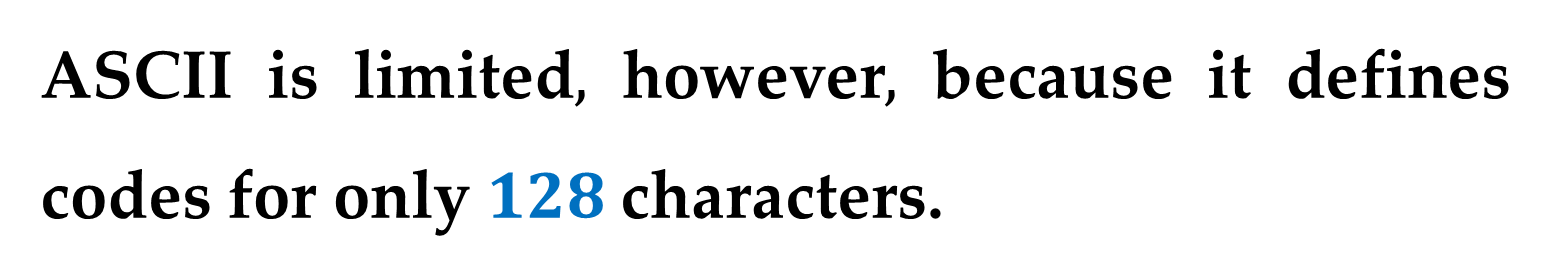 ASCII is limited, however, because it defines
codes for only 128 characters.